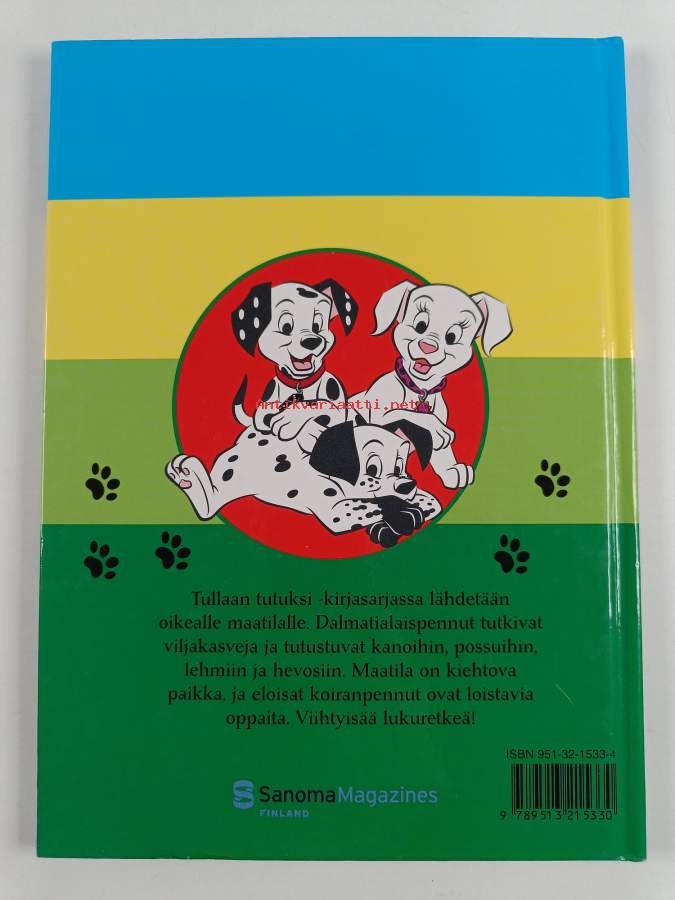 antikvariaatti.net
Tullaan tutuksi -kirjasarjassa lähdetään
oikealle maatilalle. Dalmatialaispennut tutkivat
viljakasveja ja tutustuvat kanoihin, possuihin,
lehmiin ja hevosiin. Maatila on kiehtova
paikka, ja eloisat koiranpennut ovat loistavia
oppaita. Viihtyisää lukuretkeä!
ISBN 951-32-1533-4
9 789513 215330
SanomaMagazines
FINLAND